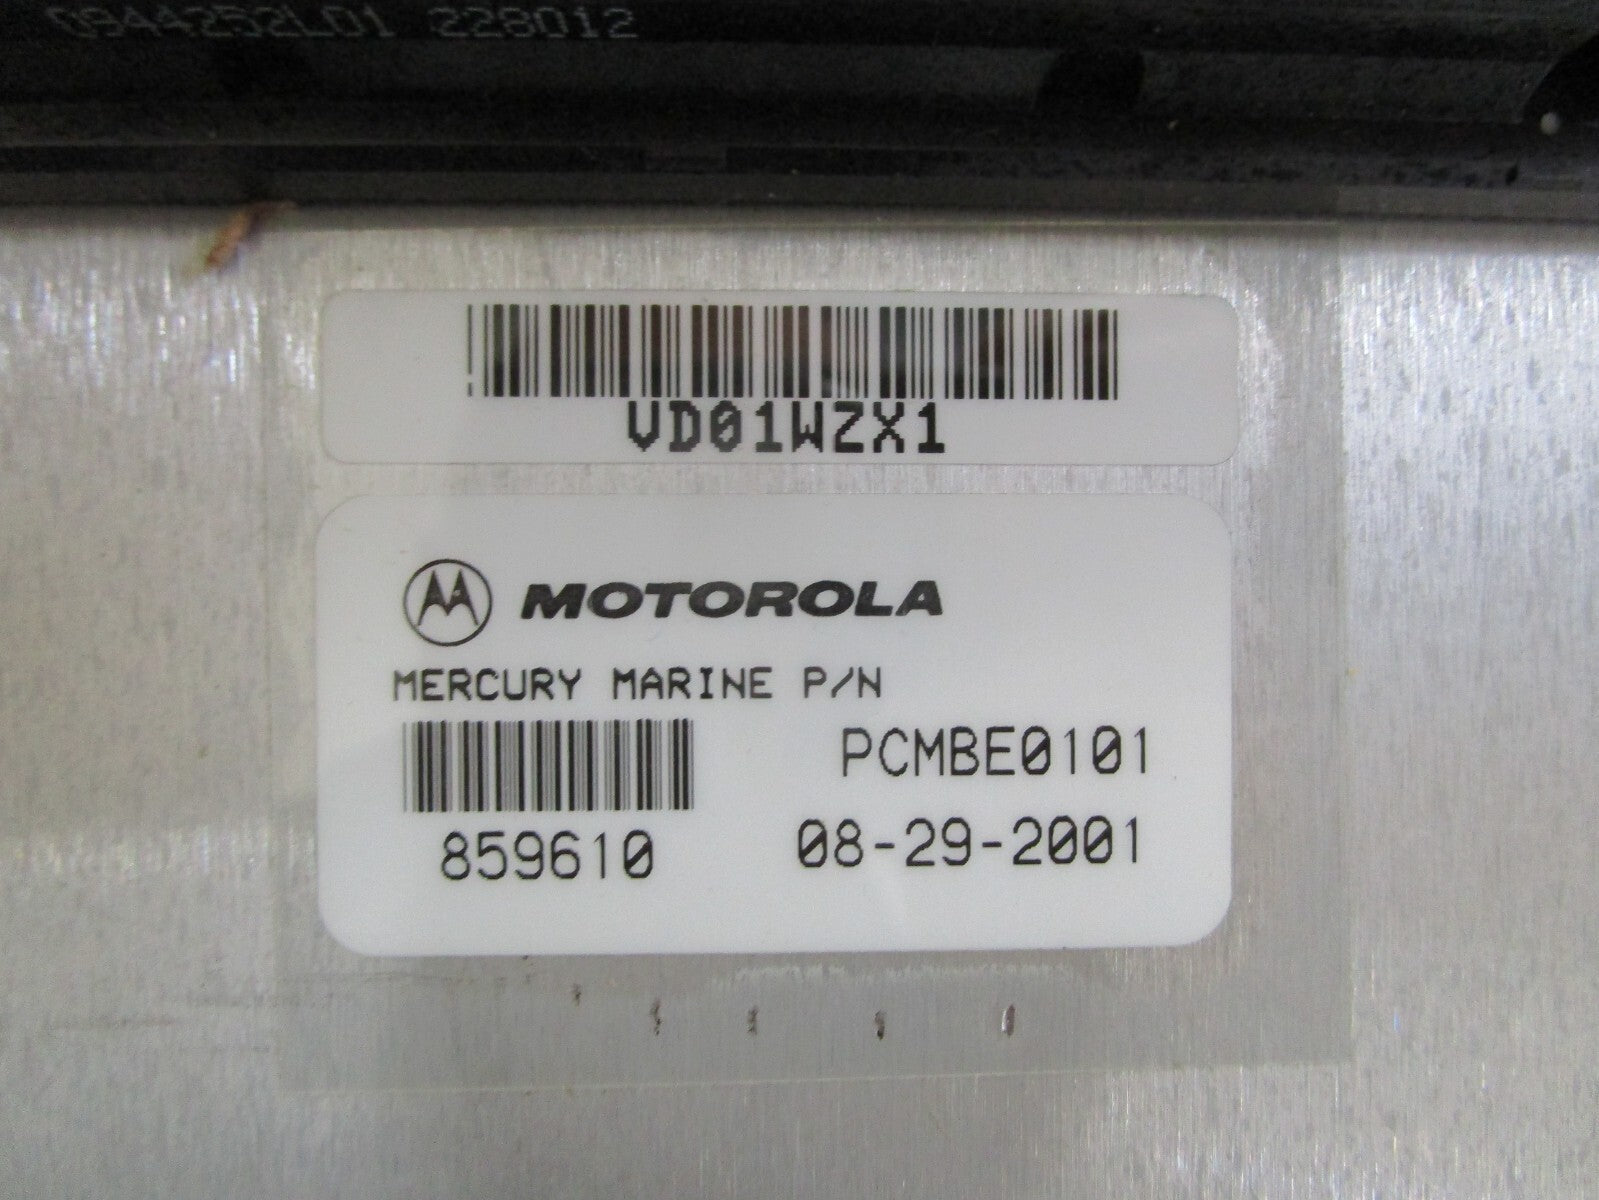 0944252L01 228012
VD01WZX1
MOTOROLA
MERCURY MARINE P/N
PCMBE0101
859610
08-29-2001